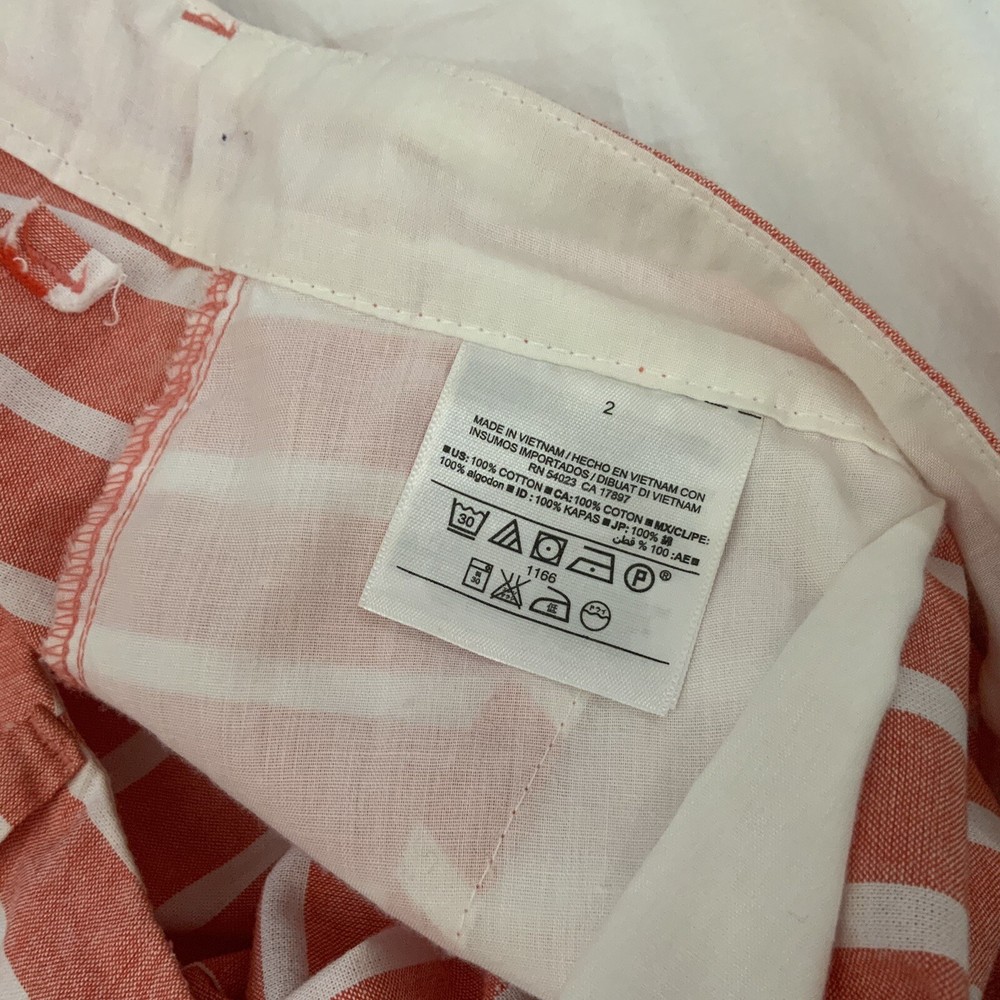 2
MADE IN VIETNAM / HECHO EN VIETNAM CON
INSUMOS IMPORTADOS / DIBUAT DI VIETNAM
RN 54023 CA 17897
■US: 100% COTTON ■ CA: 100% COTON ■ MX/CL/PE:
100% algodon ■ ID : 100% KAPAS ■ JP: 100% 綿
■AE: 100 % قطن
30 P ®
1166
30 低